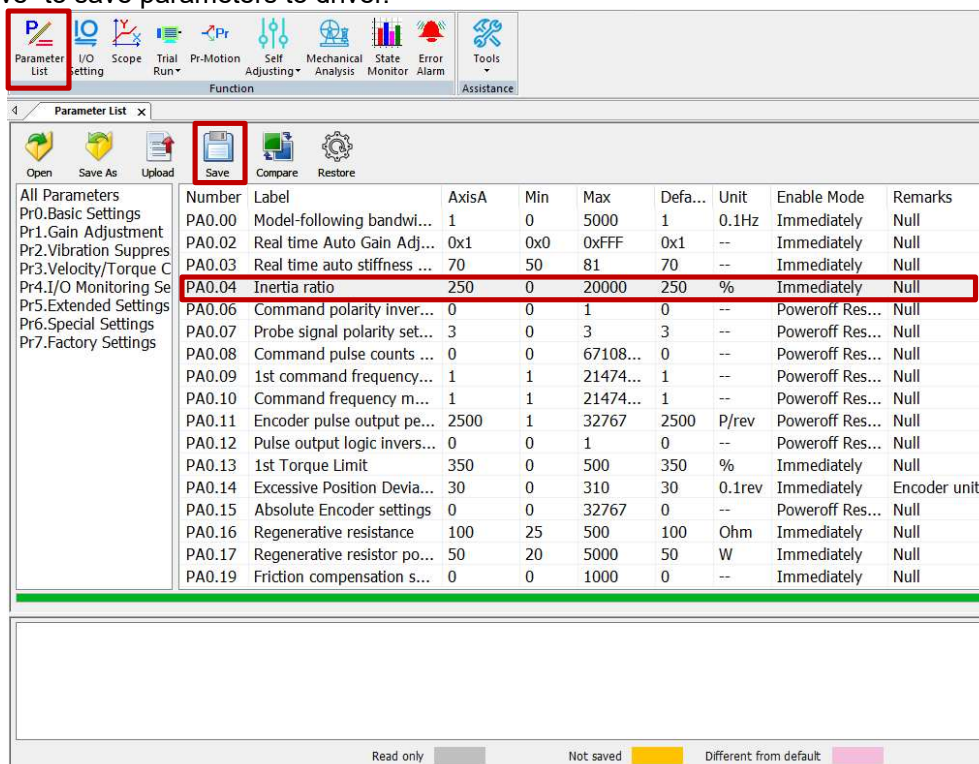 ve to save parameters to driver.
Parameter List
I/O Setting
Scope
Trial Run
Pr-Motion
Self Adjusting
Mechanical Analysis
State Monitor
Error Alarm
Tools
Function
Assistance
Parameter List x
Open Save As Upload Save Compare Restore
All Parameters
Pr0.Basic Settings
Pr1.Gain Adjustment
Pr2.Vibration Suppres
Pr3.Velocity/Torque C
Pr4.I/O Monitoring Se
Pr5.Extended Settings
Pr6.Special Settings
Pr7.Factory Settings
Number Label AxisA Min Max Defa... Unit Enable Mode Remarks
PA0.00 Model-following bandwi... 1 0 5000 1 0.1Hz Immediately Null
PA0.02 Real time Auto Gain Adj... 0x1 0x0 0xFFF 0x1 -- Immediately Null
PA0.03 Real time auto stiffness ... 70 50 81 70 -- Immediately Null
PA0.04 Inertia ratio 250 0 20000 250 % Immediately Null
PA0.06 Command polarity inver... 0 0 1 0 -- Poweroff Res... Null
PA0.07 Probe signal polarity set... 3 0 3 3 -- Poweroff Res... Null
PA0.08 Command pulse counts ... 0 0 67108... 0 -- Poweroff Res... Null
PA0.09 1st command frequency... 1 1 21474... 1 -- Poweroff Res... Null
PA0.10 Command frequency m... 1 1 21474... 1 -- Poweroff Res... Null
PA0.11 Encoder pulse output pe... 2500 1 32767 2500 P/rev Poweroff Res... Null
PA0.12 Pulse output logic invers... 0 0 1 0 -- Poweroff Res... Null
PA0.13 1st Torque Limit 350 0 500 350 % Immediately Null
PA0.14 Excessive Position Devia... 30 0 310 30 0.1rev Immediately Encoder unit
PA0.15 Absolute Encoder settings 0 0 32767 0 -- Poweroff Res... Null
PA0.16 Regenerative resistance 100 25 500 100 Ohm Immediately Null
PA0.17 Regenerative resistor po... 50 20 5000 50 W Immediately Null
PA0.19 Friction compensation s... 0 0 1000 0 -- Immediately Null
Read only Not saved Different from default